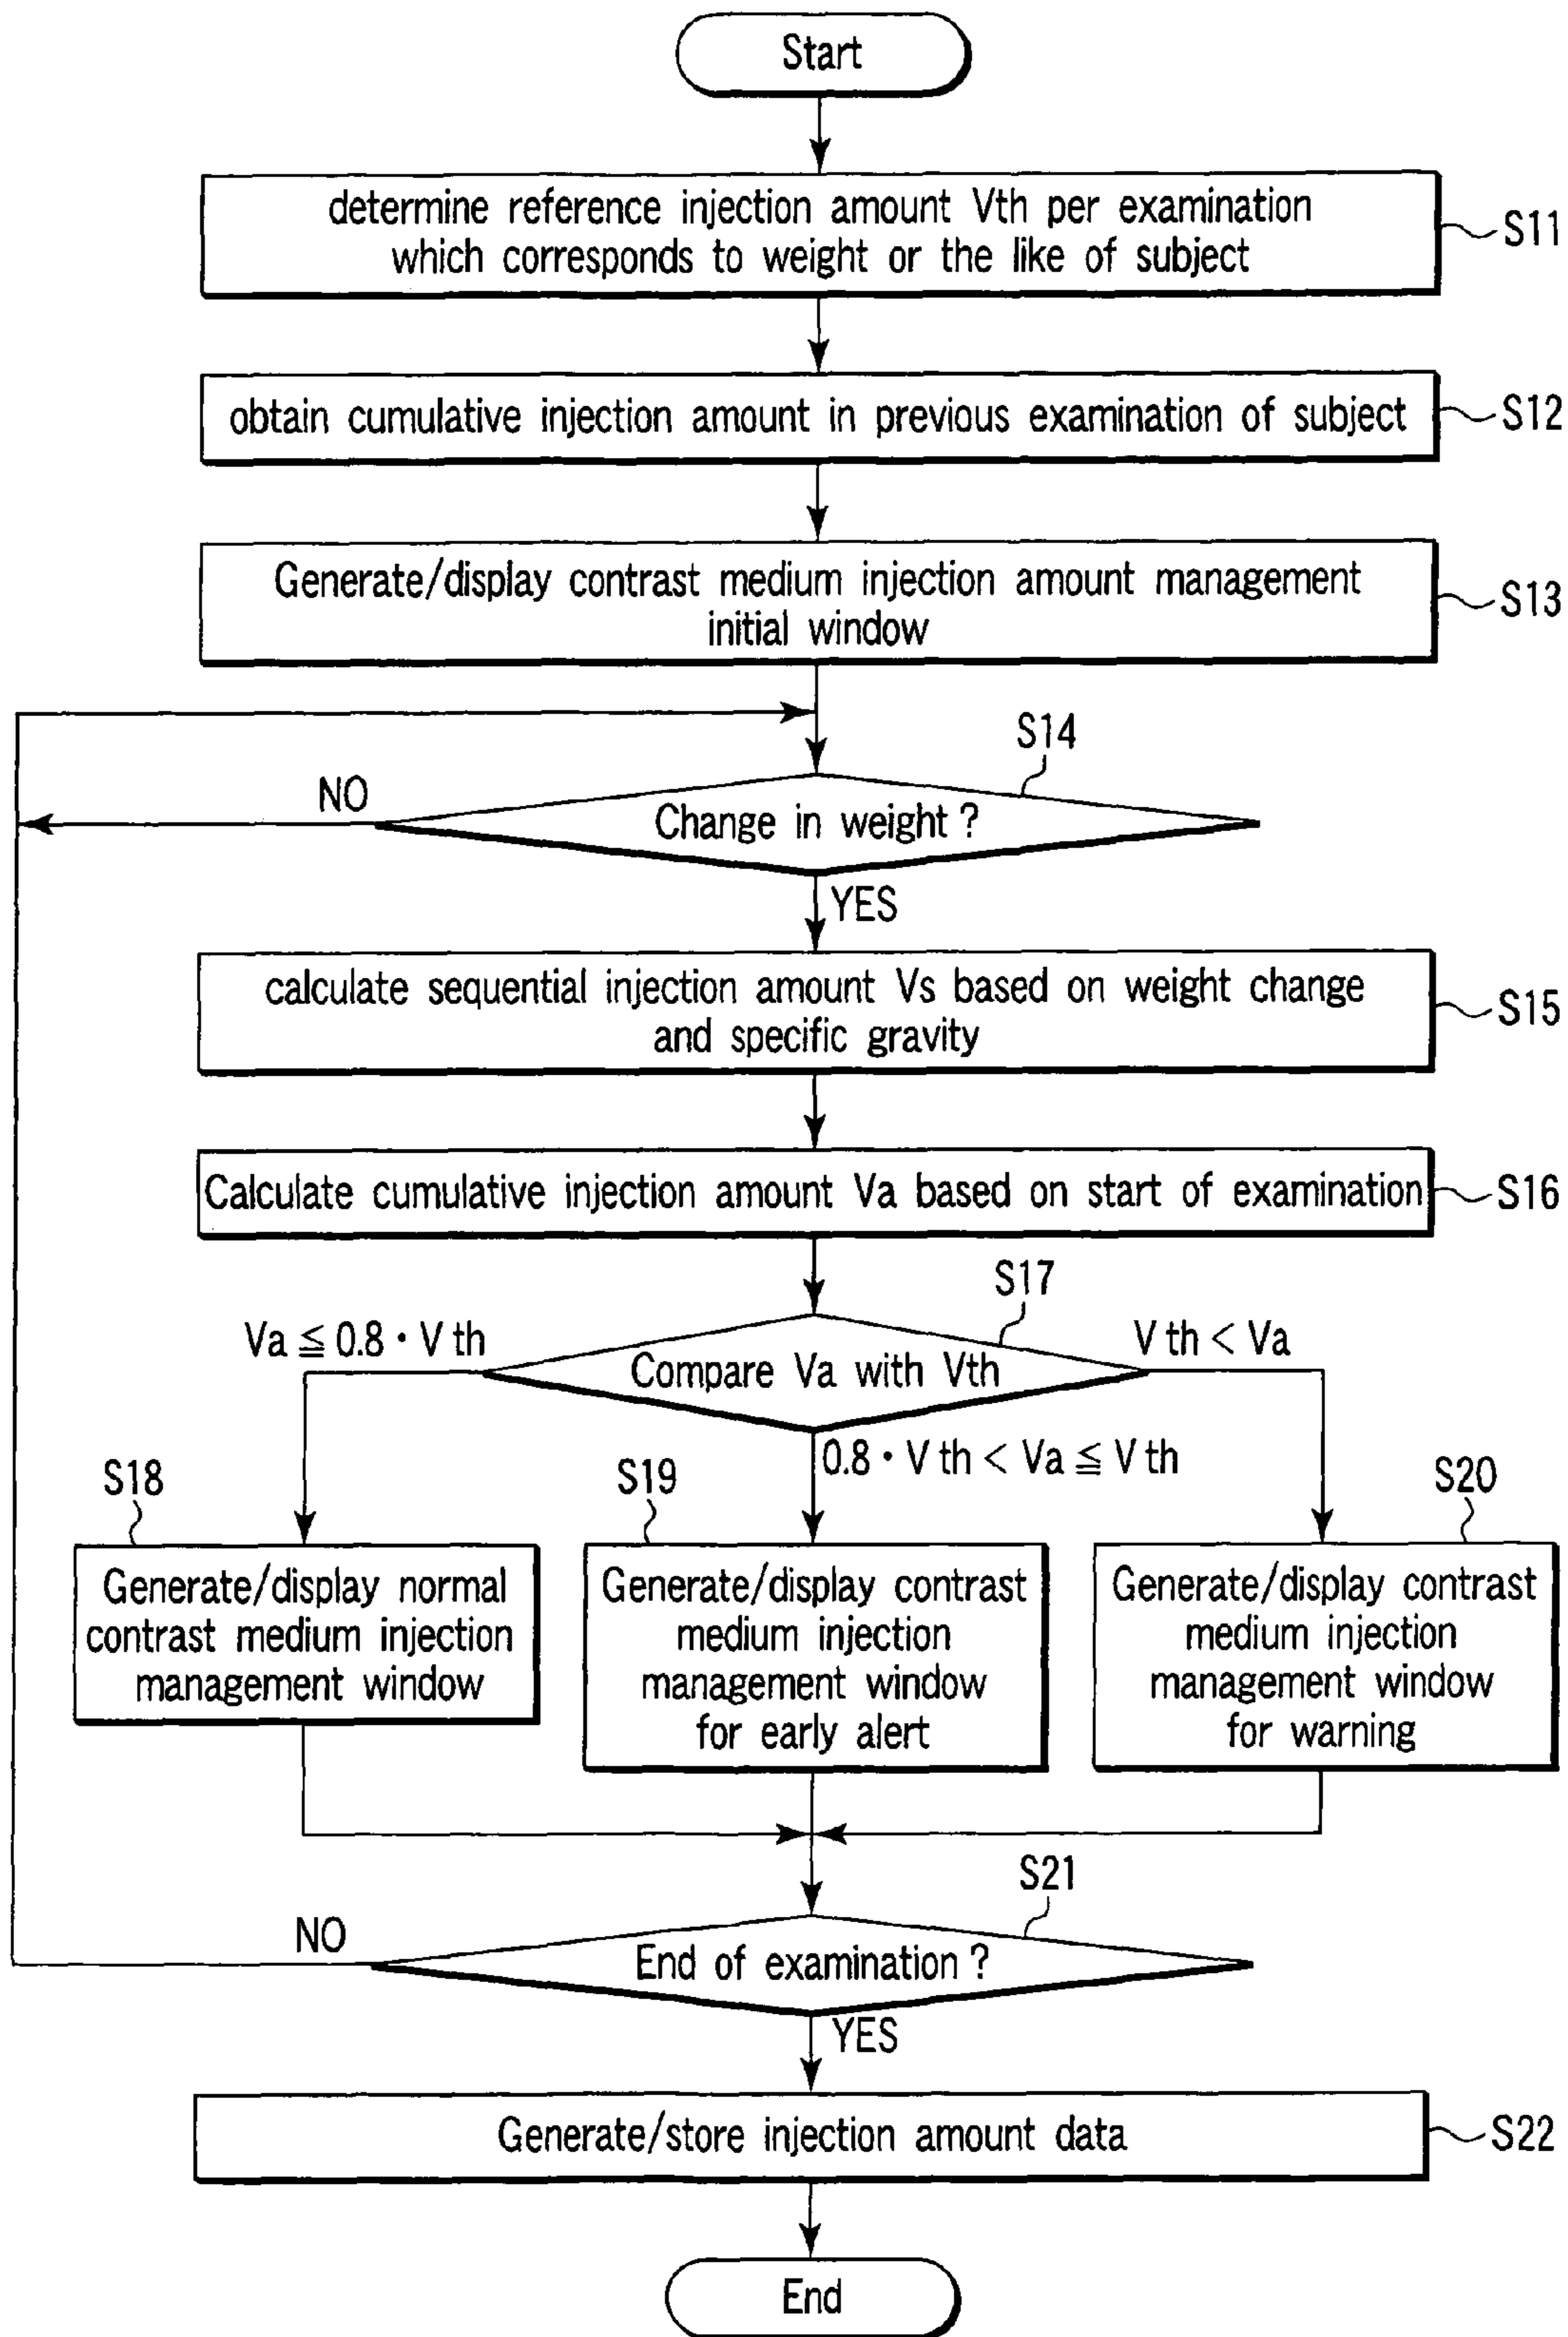 Start
determine reference injection amount Vth per examination
which corresponds to weight or the like of subject
S11
obtain cumulative injection amount in previous examination of subject
S12
Generate/display contrast medium injection amount management
initial window
S13
S14
NO
Change in weight ?
YES
calculate sequential injection amount Vs based on weight change
and specific gravity
S15
Calculate cumulative injection amount Va based on start of examination
S16
S17
Va ≦ 0.8 · Vth
Vth < Va
Compare Va with Vth
0.8 · Vth < Va ≦ Vth
S18
S19
S20
Generate/display normal
contrast medium injection
management window
Generate/display contrast
medium injection
management window
for early alert
Generate/display contrast
medium injection
management window
for warning
S21
NO
End of examination ?
YES
Generate/store injection amount data
S22
End